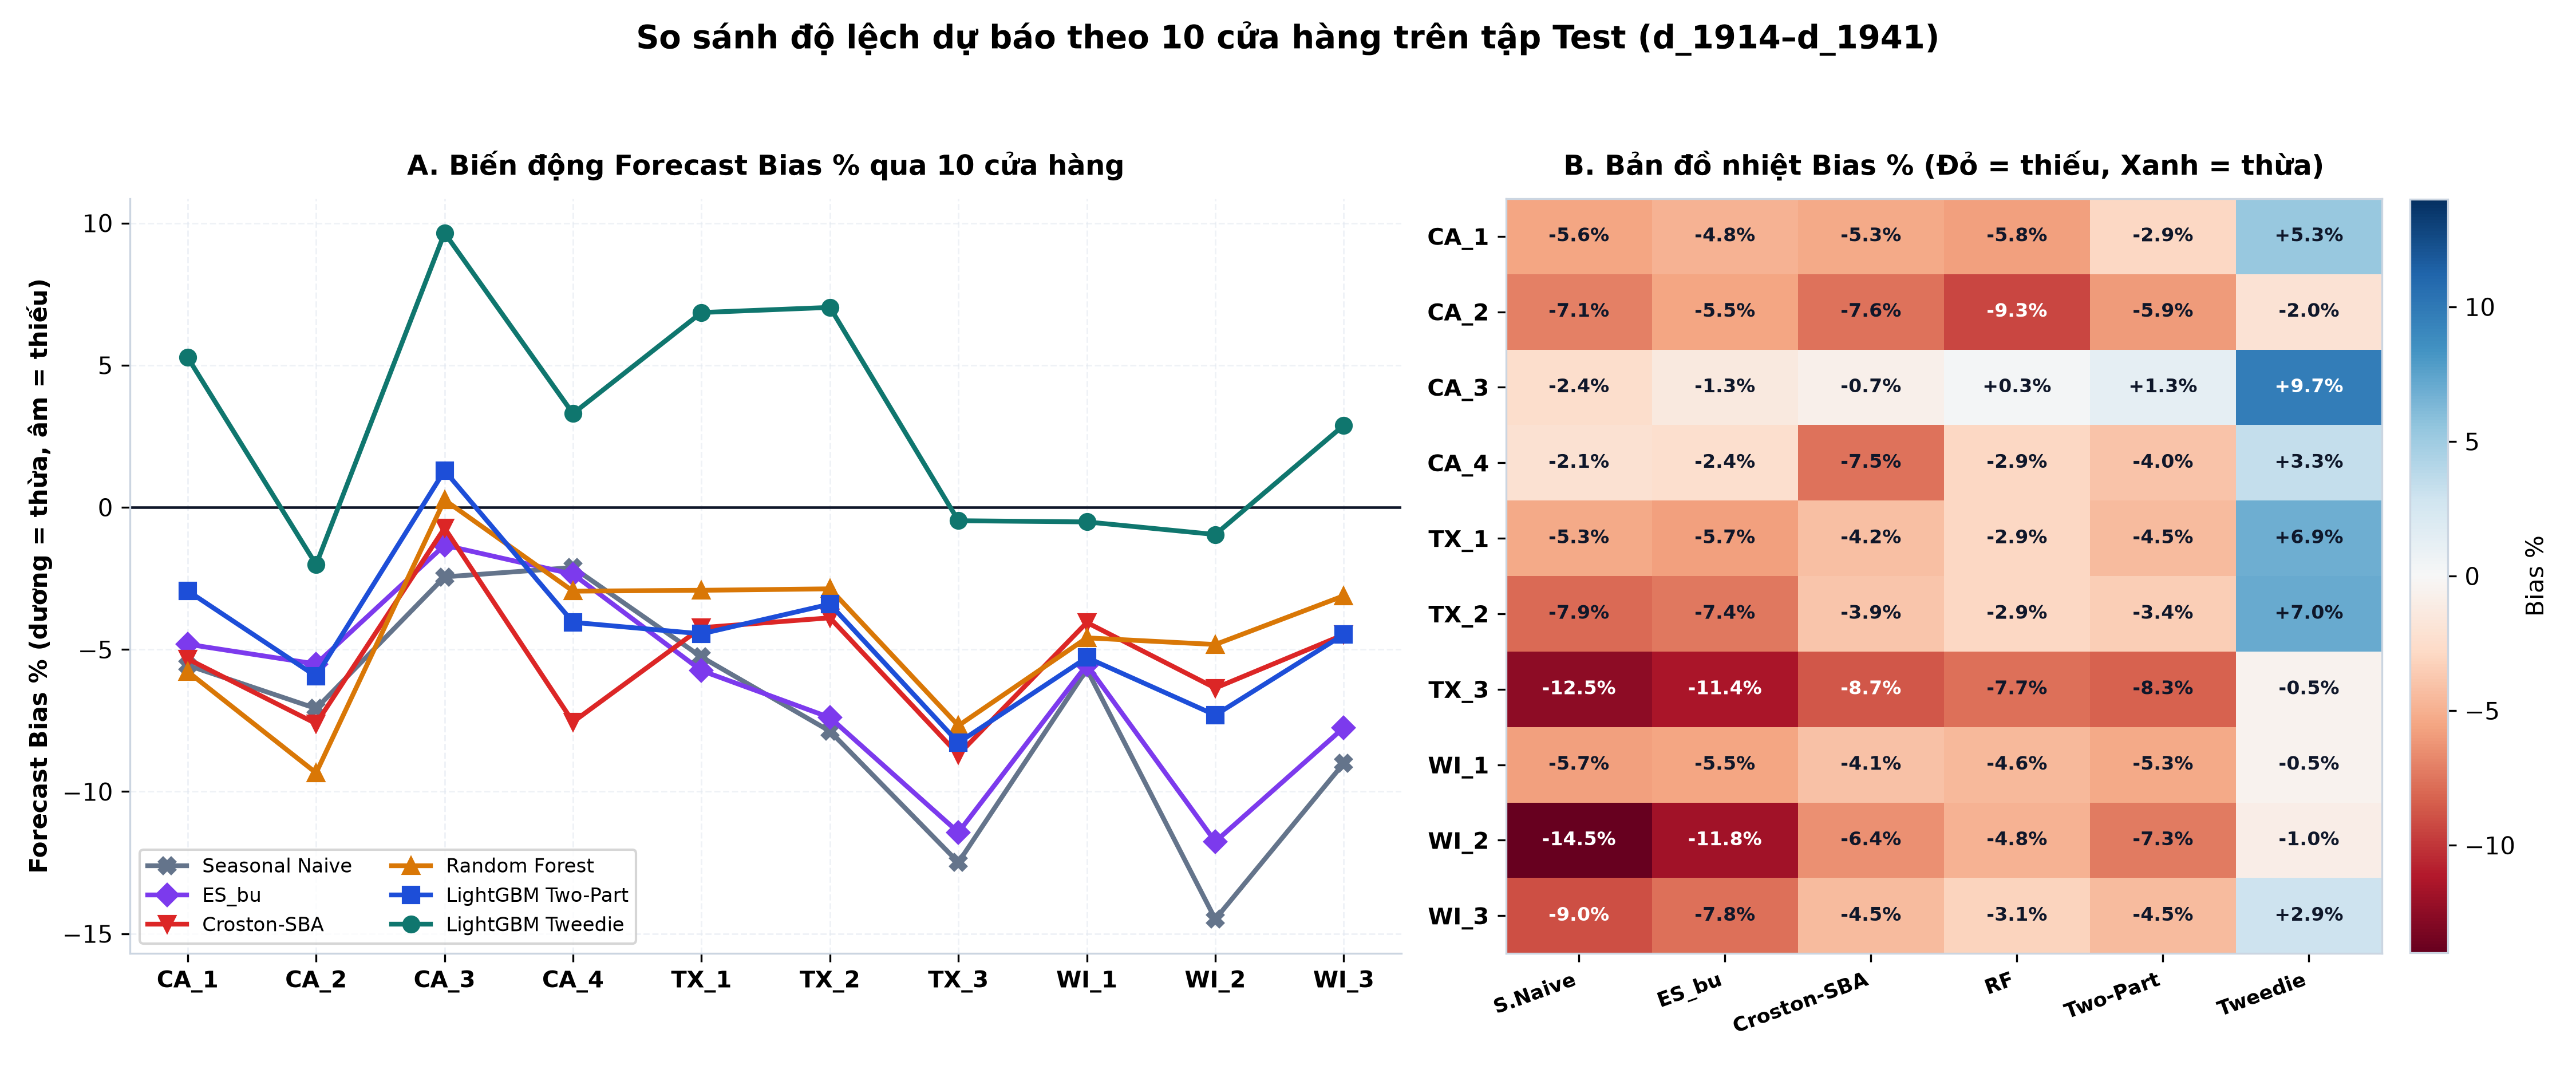 So sánh độ lệch dự báo theo 10 cửa hàng trên tập Test (d_1914–d_1941)
A. Biến động Forecast Bias % qua 10 cửa hàng
Forecast Bias % (dương = thừa, âm = thiếu)
10
5
0
−5
−10
−15
Seasonal Naive
ES_bu
Croston-SBA
Random Forest
LightGBM Two-Part
LightGBM Tweedie
CA_1 CA_2 CA_3 CA_4 TX_1 TX_2 TX_3 WI_1 WI_2 WI_3
B. Bản đồ nhiệt Bias % (Đỏ = thiếu, Xanh = thừa)
CA_1 -5.6% -4.8% -5.3% -5.8% -2.9% +5.3%
CA_2 -7.1% -5.5% -7.6% -9.3% -5.9% -2.0%
CA_3 -2.4% -1.3% -0.7% +0.3% +1.3% +9.7%
CA_4 -2.1% -2.4% -7.5% -2.9% -4.0% +3.3%
TX_1 -5.3% -5.7% -4.2% -2.9% -4.5% +6.9%
TX_2 -7.9% -7.4% -3.9% -2.9% -3.4% +7.0%
TX_3 -12.5% -11.4% -8.7% -7.7% -8.3% -0.5%
WI_1 -5.7% -5.5% -4.1% -4.6% -5.3% -0.5%
WI_2 -14.5% -11.8% -6.4% -4.8% -7.3% -1.0%
WI_3 -9.0% -7.8% -4.5% -3.1% -4.5% +2.9%
S.Naive ES_bu Croston-SBA RF Two-Part Tweedie
10
5
0
−5
−10
Bias %